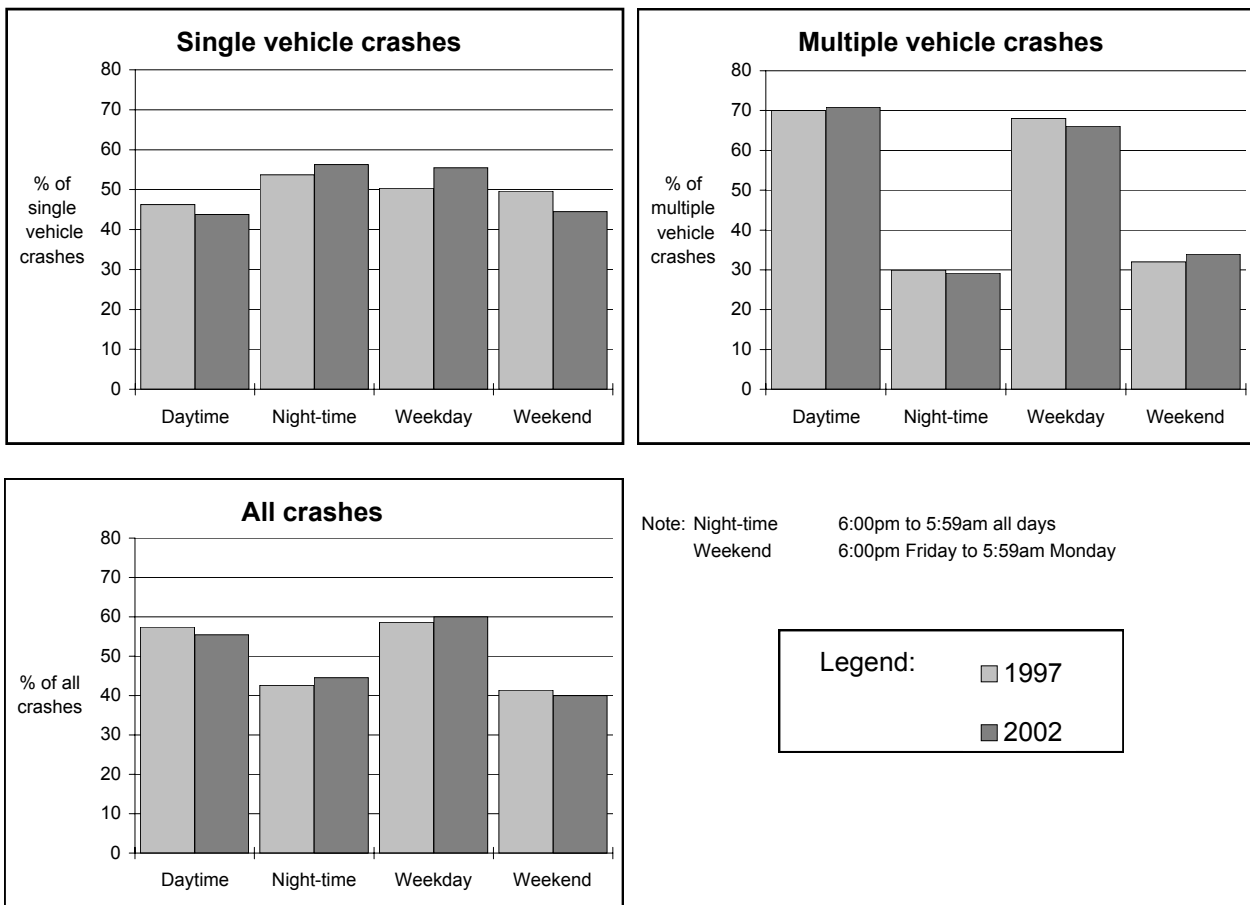 Single vehicle crashes
80
70
60
50
40
30
20
10
0
% of
single
vehicle
crashes
Daytime Night-time Weekday Weekend
Multiple vehicle crashes
80
70
60
50
40
30
20
10
0
% of
multiple
vehicle
crashes
Daytime Night-time Weekday Weekend
All crashes
80
70
60
50
40
30
20
10
0
% of all
crashes
Daytime Night-time Weekday Weekend
Note: Night-time 6:00pm to 5:59am all days
Weekend 6:00pm Friday to 5:59am Monday
Legend: 1997
2002